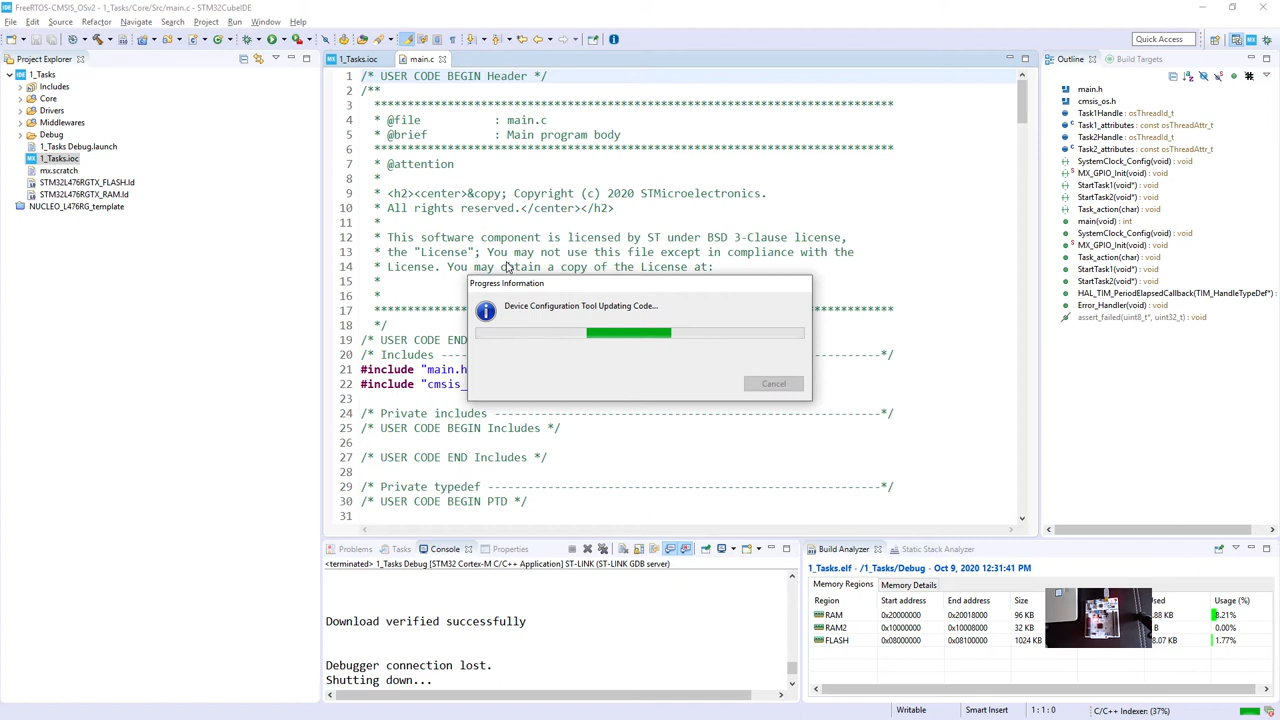 FreeRTOS-CMSIS_OSv2 - 1_Tasks/Core/Src/main.c - STM32CubeIDE
File Edit Source Refactor Navigate Search Project Run Window Help
Quick Access
Project Explorer
1_Tasks
Includes
Core
Drivers
Middlewares
Debug
1_Tasks Debug.launch
1_Tasks.ioc
mx.scratch
STM32L476RGTX_FLASH.ld
STM32L476RGTX_RAM.ld
NUCLEO_L476RG_template
1_Tasks.ioc main.c
1 /* USER CODE BEGIN Header */
2 /**
3 ******************************************************************************
4 * @file : main.c
5 * @brief : Main program body
6 ******************************************************************************
7 * @attention
8 *
9 * <h2><center>&copy; Copyright (c) 2020 STMicroelectronics.
10 * All rights reserved.</center></h2>
11 *
12 * This software component is licensed by ST under BSD 3-Clause license,
13 * the "License"; You may not use this file except in compliance with the
14 * License. You may obtain a copy of the License at:
15 *
16 *
17 *
18 */
19 /* USER CODE END
20 /* Includes ---- --*/
21 #include "main.h
22 #include "cmsis_
24 /* Private includes ----------------------------------------------------------*/
25 /* USER CODE BEGIN Includes */
26
27 /* USER CODE END Includes */
28
29 /* Private typedef -----------------------------------------------------------*/
30 /* USER CODE BEGIN PTD */
31
Progress Information
Device Configuration Tool Updating Code...
Cancel
Outline Build Targets
main.h
cmsis_os.h
Task1Handle : osThreadId_t
Task1_attributes : const osThreadAttr_t
Task2Handle : osThreadId_t
Task2_attributes : const osThreadAttr_t
SystemClock_Config(void) : void
MX_GPIO_Init(void) : void
StartTask1(void*) : void
StartTask2(void*) : void
Task_action(char) : void
main(void) : int
SystemClock_Config(void) : void
MX_GPIO_Init(void) : void
Task_action(char) : void
StartTask1(void*) : void
StartTask2(void*) : void
HAL_TIM_PeriodElapsedCallback(TIM_HandleTypeDef*) : void
Error_Handler(void) : void
assert_failed(uint8_t*, uint32_t) : void
Problems Tasks Console Properties
<terminated> 1_Tasks Debug [STM32 Cortex-M C/C++ Application] ST-LINK (ST-LINK GDB server)
Download verified successfully
Debugger connection lost.
Shutting down...
Build Analyzer Static Stack Analyzer
1_Tasks.elf - /1_Tasks/Debug - Oct 9, 2020 12:31:41 PM
Memory Regions Memory Details
Region Start address End address Size Used Usage (%)
RAM 0x20000000 0x20018000 96 KB .88 KB 8.21%
RAM2 0x10000000 0x10008000 32 KB B 0.00%
FLASH 0x08000000 0x08100000 1024 KB 8.07 KB 1.77%
Writable Smart Insert 1 : 1 : 0 C/C++ Indexer: (37%)